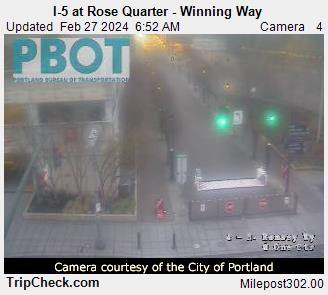 I-5 at Rose Quarter - Winning Way
Updated Feb 27 2024 6:52 AM Camera 4
PBOT
PORTLAND BUREAU OF TRANSPORTATION
Camera courtesy of the City of Portland
TripCheck.com Milepost302.00